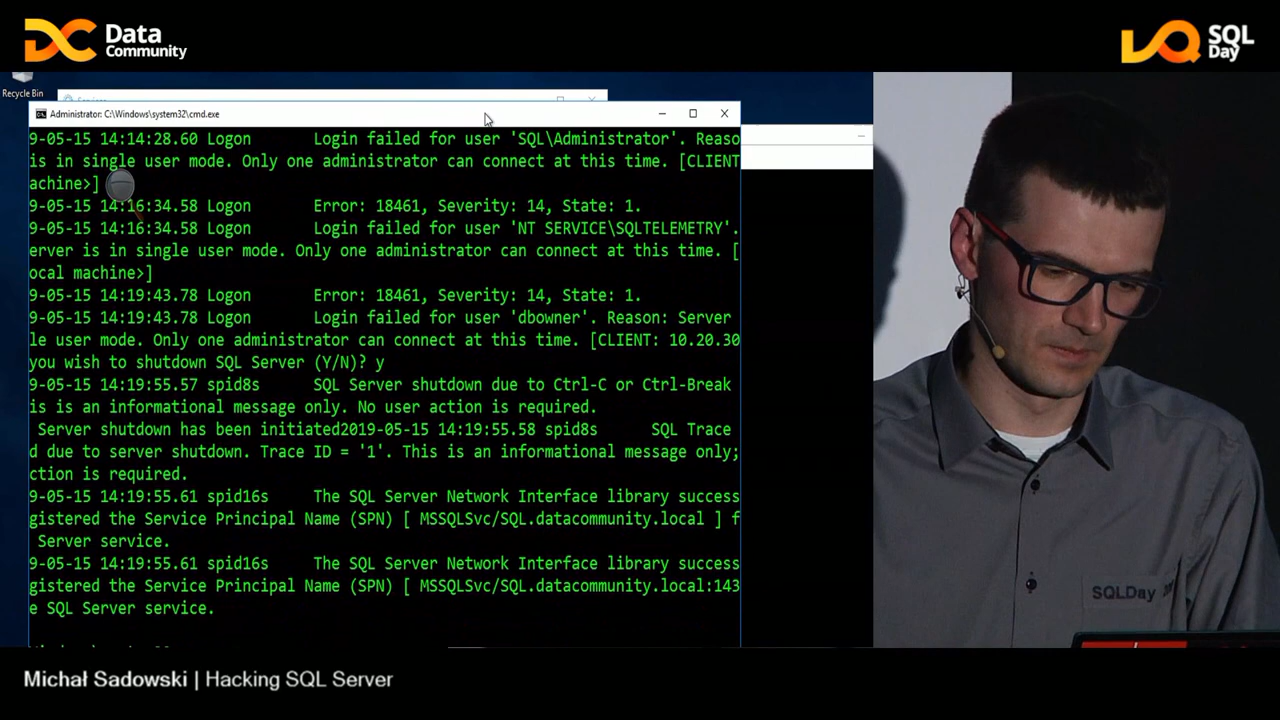 Data
Community
SQL
Day
Recycle Bin
Administrator: C:\Windows\system32\cmd.exe
9-05-15 14:14:28.60 Logon Login failed for user 'SQL\Administrator'. Reaso
is in single user mode. Only one administrator can connect at this time. [CLIENT
achine>]
9-05-15 14:16:34.58 Logon Error: 18461, Severity: 14, State: 1.
9-05-15 14:16:34.58 Logon Login failed for user 'NT SERVICE\SQLTELEMETRY'.
erver is in single user mode. Only one administrator can connect at this time. [
ocal machine>]
9-05-15 14:19:43.78 Logon Error: 18461, Severity: 14, State: 1.
9-05-15 14:19:43.78 Logon Login failed for user 'dbowner'. Reason: Server
le user mode. Only one administrator can connect at this time. [CLIENT: 10.20.30
you wish to shutdown SQL Server (Y/N)? y
9-05-15 14:19:55.57 spid8s SQL Server shutdown due to Ctrl-C or Ctrl-Break
is is an informational message only. No user action is required.
Server shutdown has been initiated2019-05-15 14:19:55.58 spid8s SQL Trace
d due to server shutdown. Trace ID = '1'. This is an informational message only;
ction is required.
9-05-15 14:19:55.61 spid16s The SQL Server Network Interface library success
gistered the Service Principal Name (SPN) [ MSSQLSvc/SQL.datacommunity.local ] f
Server service.
9-05-15 14:19:55.61 spid16s The SQL Server Network Interface library success
gistered the Service Principal Name (SPN) [ MSSQLSvc/SQL.datacommunity.local:143
e SQL Server service.
SQLDay
Michał Sadowski | Hacking SQL Server